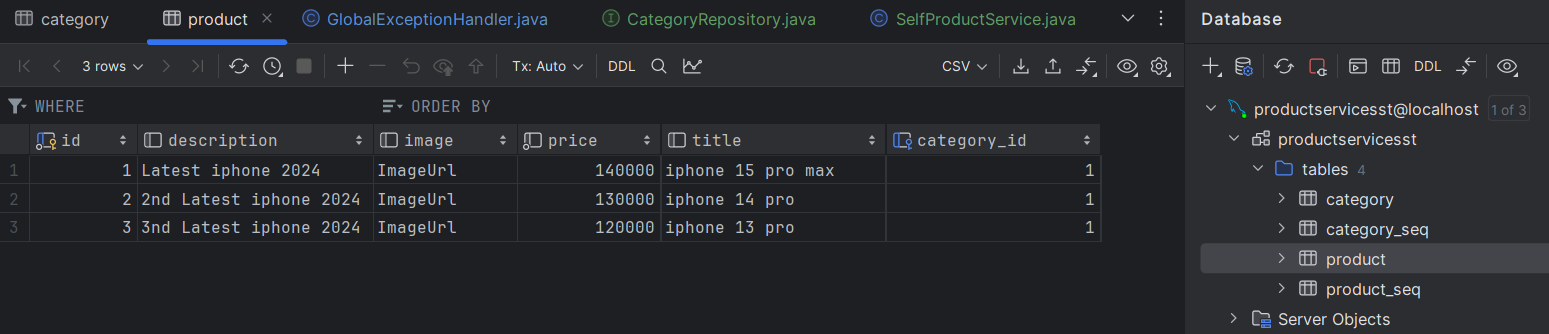 category product GlobalExceptionHandler.java CategoryRepository.java SelfProductService.java
3 rows Tx: Auto DDL CSV
WHERE ORDER BY
id description image price title category_id
1 1 Latest iphone 2024 ImageUrl 140000 iphone 15 pro max 1
2 2 2nd Latest iphone 2024 ImageUrl 130000 iphone 14 pro 1
3 3 3nd Latest iphone 2024 ImageUrl 120000 iphone 13 pro 1
Database
DDL
productservicesst@localhost 1 of 3
productservicesst
tables 4
category
category_seq
product
product_seq
Server Objects